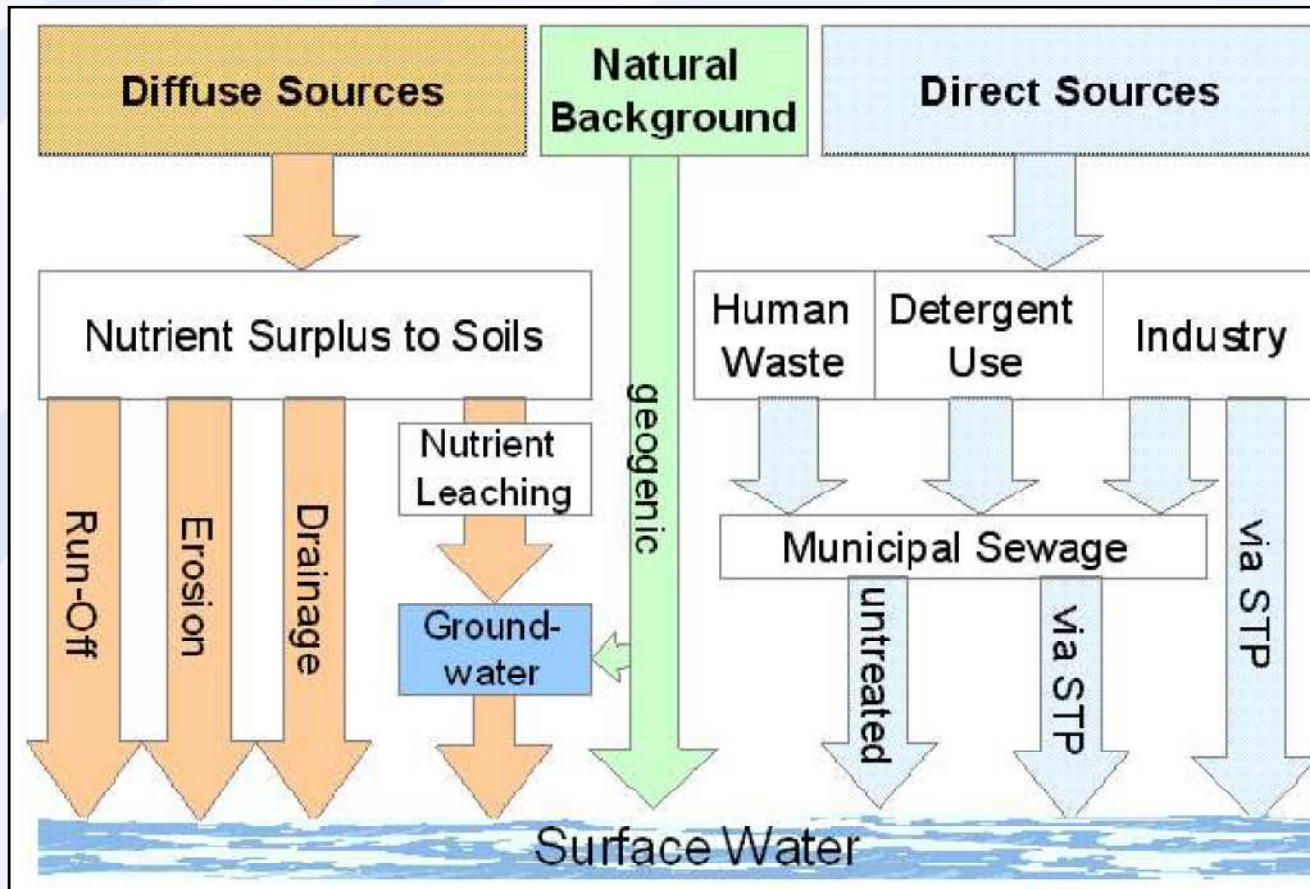 Diffuse Sources
Natural
Background
Direct Sources
Nutrient Surplus to Soils
Human
Waste
Detergent
Use
Industry
Run-Off
Erosion
Drainage
Nutrient
Leaching
Ground-
water
geogenic
Municipal Sewage
untreated
via STP
via STP
Surface Water